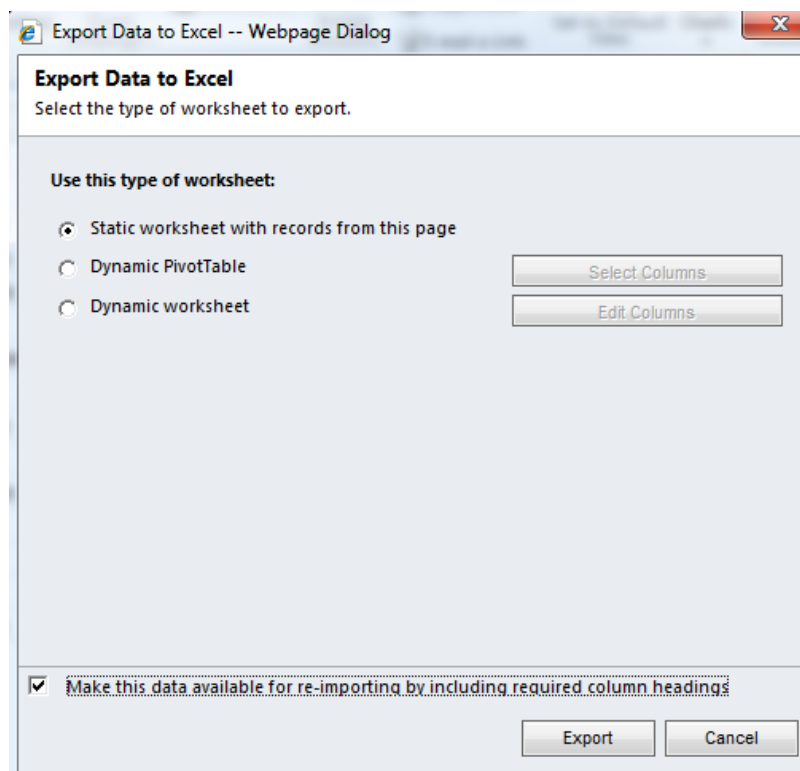 Export Data to Excel -- Webpage Dialog
X
Export Data to Excel
Select the type of worksheet to export.
Use this type of worksheet:
Static worksheet with records from this page
Dynamic PivotTable
Select Columns
Dynamic worksheet
Edit Columns
Make this data available for re-importing by including required column headings
Export
Cancel